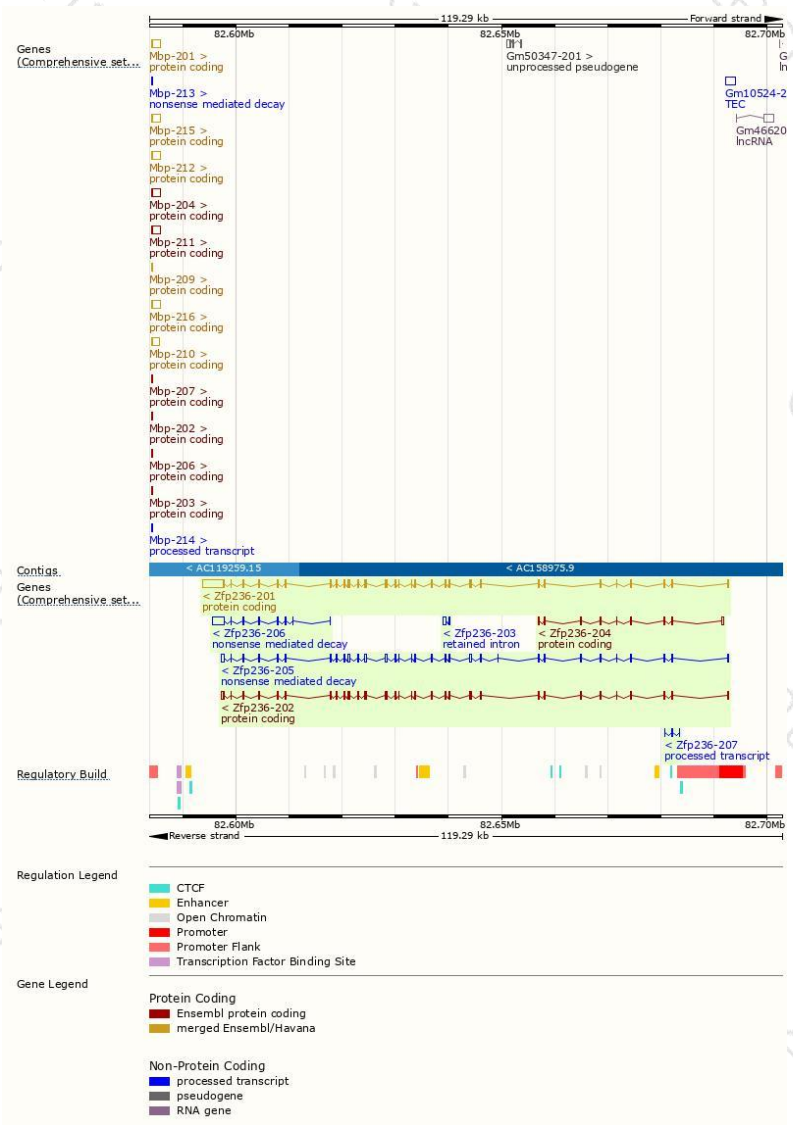 119.29 kb
Forward strand
82.60Mb
82.65Mb
82.70Mb
Genes
(Comprehensive set...
Mbp-201 >
protein coding
Gm50347-201 >
unprocessed pseudogene
G
ln
Mbp-213 >
nonsense mediated decay
Gm10524-2
TEC
Mbp-215 >
protein coding
Gm46620
lncRNA
Mbp-212 >
protein coding
Mbp-204 >
protein coding
Mbp-211 >
protein coding
Mbp-209 >
protein coding
Mbp-216 >
protein coding
Mbp-210 >
protein coding
Mbp-207 >
protein coding
Mbp-202 >
protein coding
Mbp-206 >
protein coding
Mbp-203 >
protein coding
Mbp-214 >
processed transcript
Contigs
< AC119259.15
< AC158975.9
Genes
(Comprehensive set...
< Zfp236-201
protein coding
< Zfp236-206
nonsense mediated decay
< Zfp236-203
retained intron
< Zfp236-204
protein coding
< Zfp236-205
nonsense mediated decay
< Zfp236-202
protein coding
< Zfp236-207
processed transcript
Regulatory Build
82.60Mb
82.65Mb
82.70Mb
Reverse strand
119.29 kb
Regulation Legend
CTCF
Enhancer
Open Chromatin
Promoter
Promoter Flank
Transcription Factor Binding Site
Gene Legend
Protein Coding
Ensembl protein coding
merged Ensembl/Havana
Non-Protein Coding
processed transcript
pseudogene
RNA gene